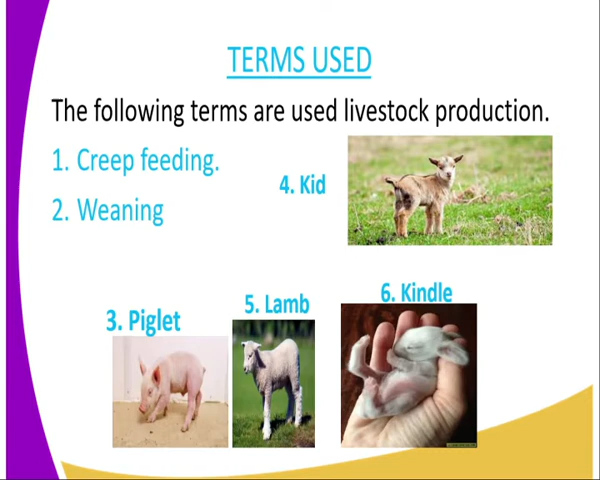 TERMS USED
The following terms are used livestock production.
1. Creep feeding.
2. Weaning
4. Kid
3. Piglet
5. Lamb
6. Kindle